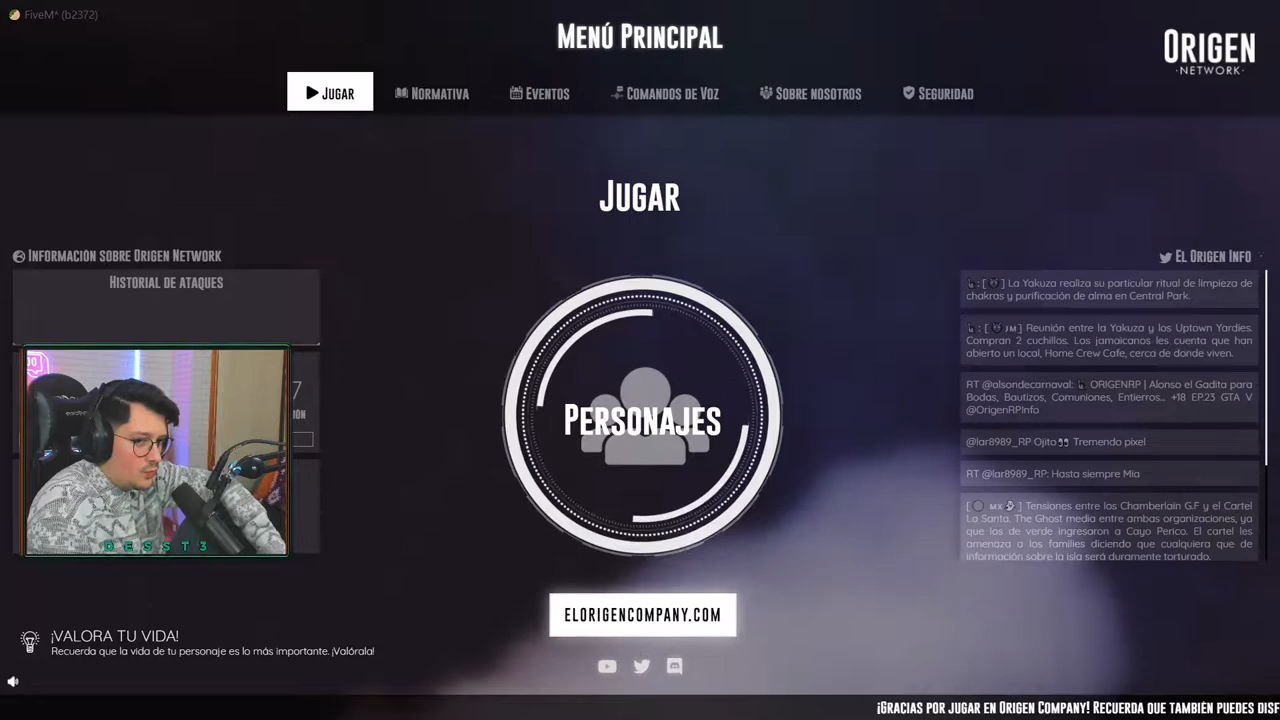 FiveM* (b2372)
Menú Principal
Origen
·NETWORK·
Jugar
Normativa
Eventos
Comandos de Voz
Sobre nosotros
Seguridad
Jugar
Información sobre Origen Network
Historial de ataques
7
D E S S T 3
Personajes
El Origen Info
La Yakuza realiza su particular ritual de limpieza de
chakras y purificación de alma en Central Park.
JM ] Reunión entre la Yakuza y los Uptown Yardies.
Compran 2 cuchillos. Los jamaicanos les cuenta que han
abierto un local, Home Crew Cafe, cerca de donde viven.
RT @alsondecarnaval: ORIGENRP | Alonso el Gadita para
Bodas, Bautizos, Comuniones, Entierros... +18 EP.23 GTA V
@OrigenRPInfo
@lar8989_RP Ojito👀 Tremendo pixel
RT @lar8989_RP: Hasta siempre Mia
MX ] Tensiones entre los Chamberlain G.F y el Cartel
La Santa. The Ghost media entre ambas organizaciones, ya
que los de verde ingresaron a Cayo Perico. El cartel les
amenaza a los families diciendo que cualquiera que de
información sobre la isla será duramente torturado.
elorigencompany.com
¡VALORA TU VIDA!
Recuerda que la vida de tu personaje es lo más importante. ¡Valórala!
¡Gracias por jugar en Origen Company! Recuerda que también puedes disf